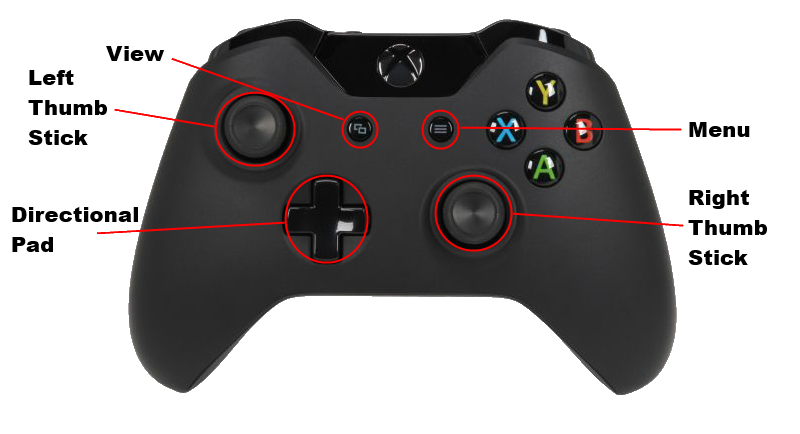 View
Left
Thumb
Stick
Directional
Pad
Y
X
B
A
Menu
Right
Thumb
Stick